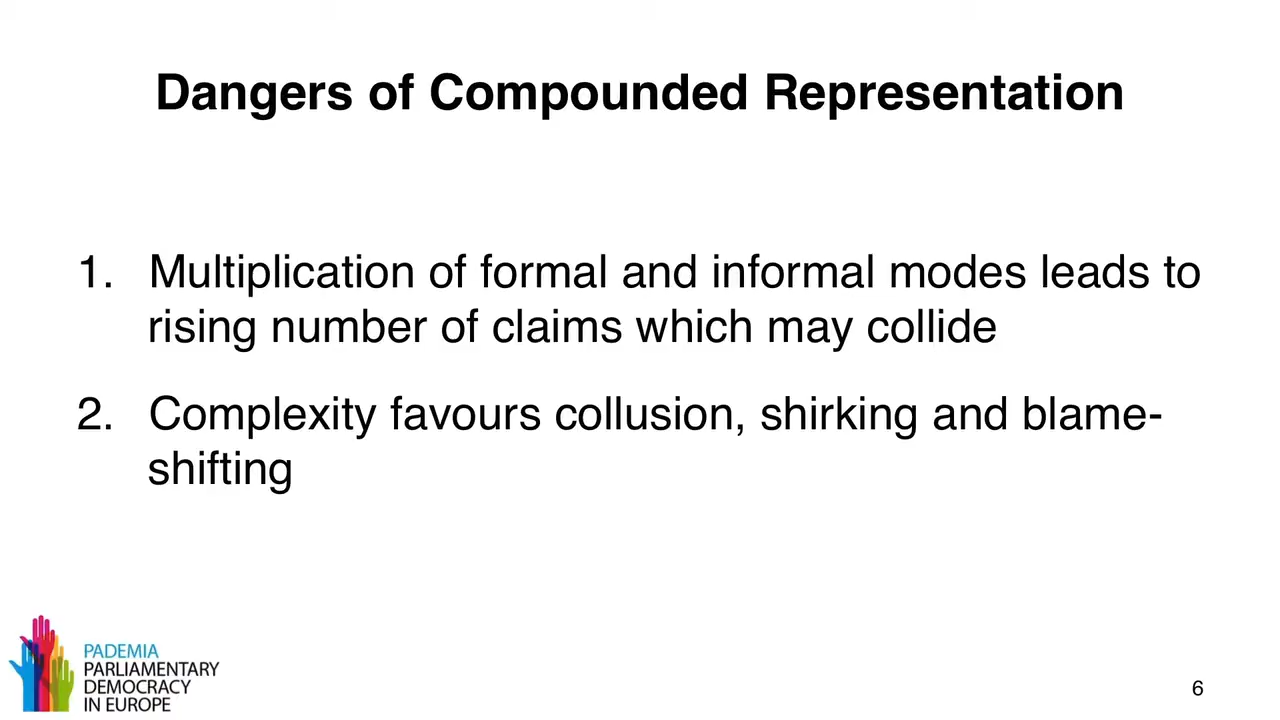 Dangers of Compounded Representation
1. Multiplication of formal and informal modes leads to
rising number of claims which may collide
2. Complexity favours collusion, shirking and blame-
shifting
PADEMIA
PARLIAMENTARY
DEMOCRACY
IN EUROPE
6